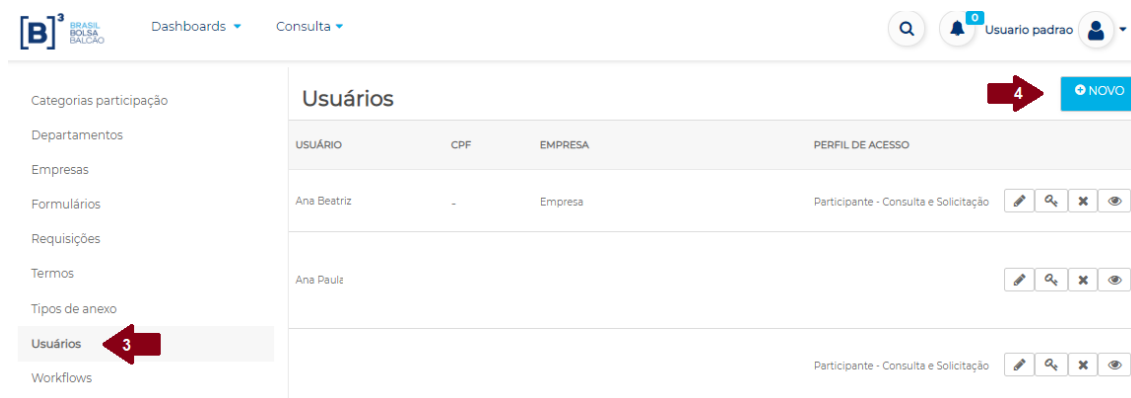 [B]³ BRASIL BOLSA BALCÃO
Dashboards
Consulta
0
Usuario padrao
Categorias participação
Departamentos
Empresas
Formulários
Requisições
Termos
Tipos de anexo
Usuários
3
Workflows
Usuários
4
NOVO
USUÁRIO CPF EMPRESA PERFIL DE ACESSO
Ana Beatriz - Empresa Participante - Consulta e Solicitação
Ana Paula
Participante - Consulta e Solicitação